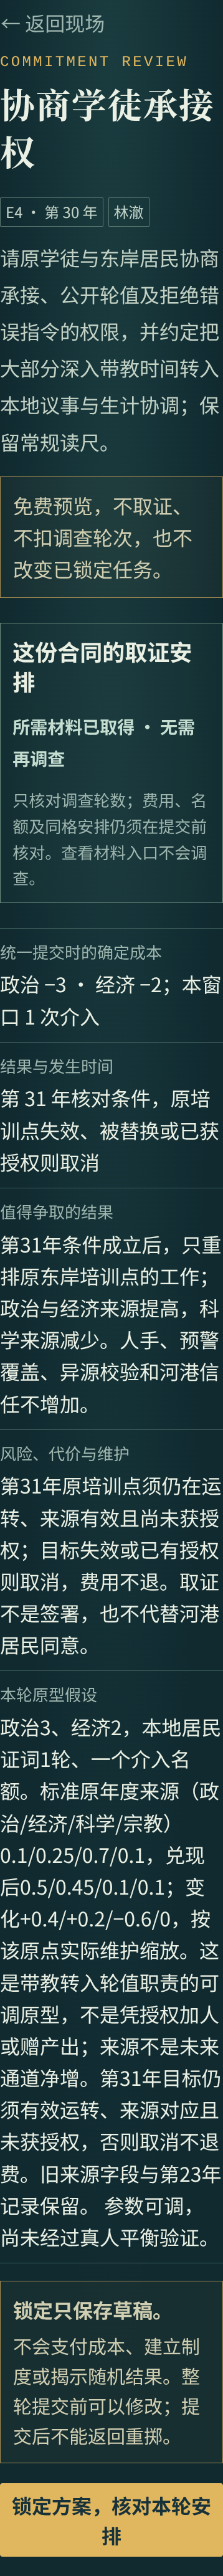 ← 返回现场
COMMITMENT REVIEW
协商学徒承接
权
E4 · 第 30 年
林澈
请原学徒与东岸居民协商
承接、公开轮值及拒绝错
误指令的权限，并约定把
大部分深入带教时间转入
本地议事与生计协调；保
留常规读尺。
免费预览，不取证、
不扣调查轮次，也不
改变已锁定任务。
这份合同的取证安
排
所需材料已取得 · 无需
再调查
只核对调查轮数；费用、名
额及同格安排仍须在提交前
核对。查看材料入口不会调
查。
统一提交时的确定成本
政治 −3 · 经济 −2；本窗
口 1 次介入
结果与发生时间
第 31 年核对条件，原培
训点失效、被替换或已获
授权则取消
值得争取的结果
第31年条件成立后，只重
排原东岸培训点的工作；
政治与经济来源提高，科
学来源减少。人手、预警
覆盖、异源校验和河港信
任不增加。
风险、代价与维护
第31年原培训点须仍在运
转、来源有效且尚未获授
权；目标失效或已有授权
则取消，费用不退。取证
不是签署，也不代替河港
居民同意。
本轮原型假设
政治3、经济2，本地居民
证词1轮、一个介入名
额。标准原年度来源（政
治/经济/科学/宗教）
0.1/0.25/0.7/0.1，兑现
后0.5/0.45/0.1/0.1；变
化+0.4/+0.2/−0.6/0，按
该原点实际维护缩放。这
是带教转入轮值职责的可
调原型，不是凭授权加人
或赠产出；来源不是未来
通道净增。第31年目标仍
须有效运转、来源对应且
未获授权，否则取消不退
费。旧来源字段与第23年
记录保留。 参数可调，
尚未经过真人平衡验证。
锁定只保存草稿。
不会支付成本、建立制
度或揭示随机结果。整
轮提交前可以修改；提
交后不能返回重掷。
锁定方案，核对本轮安
排